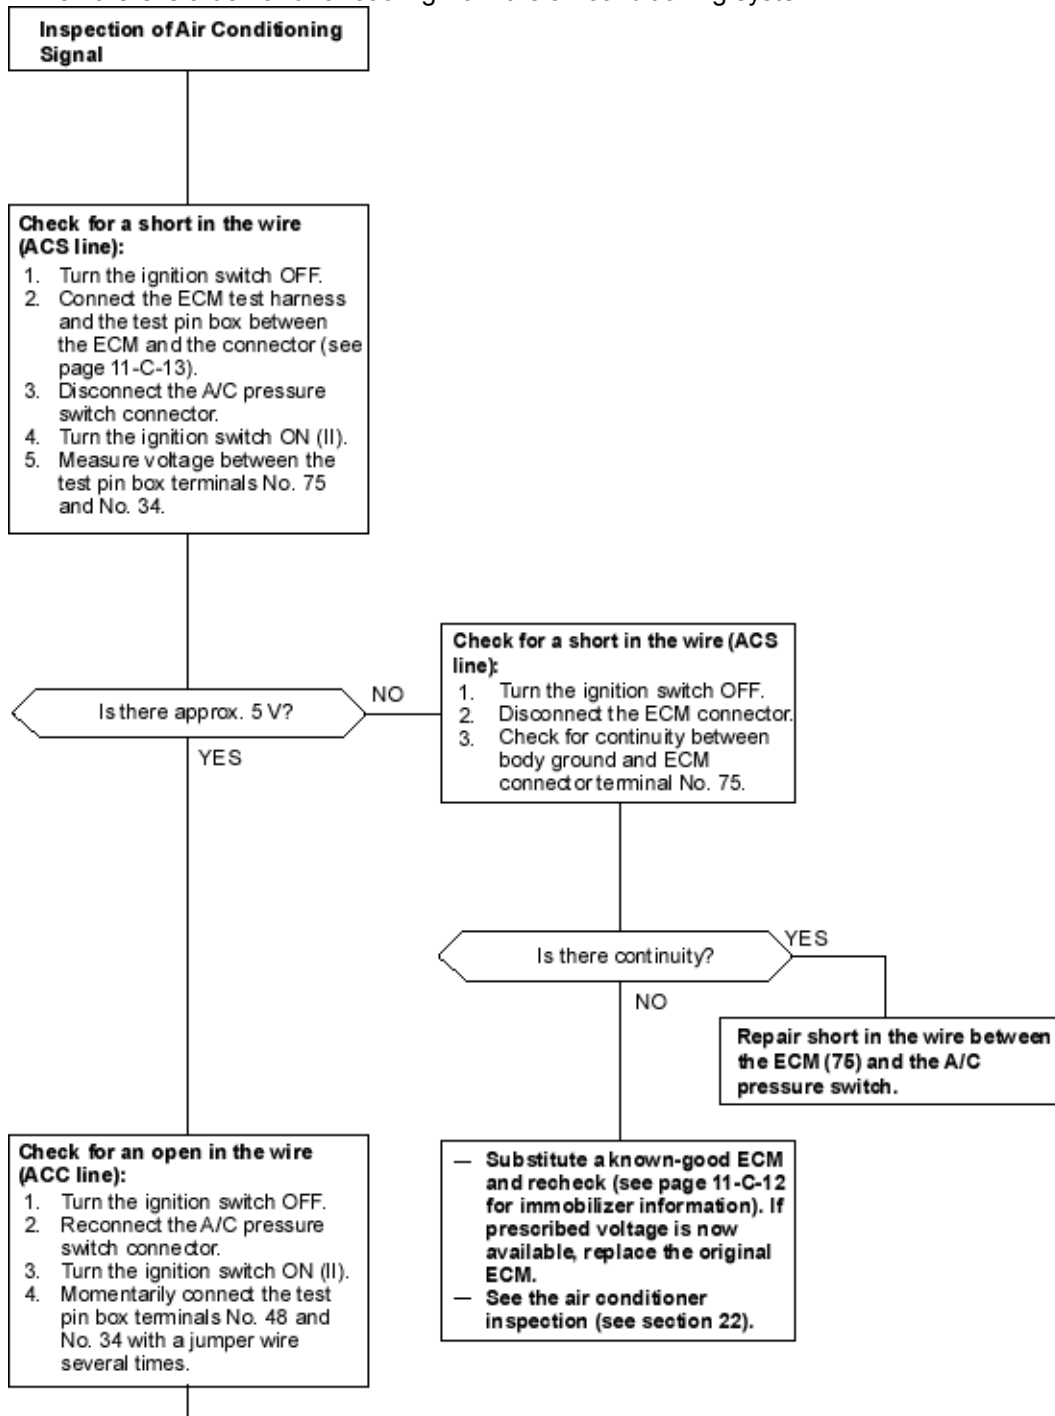 Inspection of Air Conditioning
Signal
Check for a short in the wire
(ACS line):
1. Turn the ignition switch OFF.
2. Connect the ECM test harness
and the test pin box between
the ECM and the connector (see
page 11-C-13).
3. Disconnect the A/C pressure
switch connector.
4. Turn the ignition switch ON (II).
5. Measure voltage between the
test pin box terminals No. 75
and No. 34.
Is there approx. 5 V?
NO
YES
Check for a short in the wire (ACS
line):
1. Turn the ignition switch OFF.
2. Disconnect the ECM connector.
3. Check for continuity between
body ground and ECM
connector terminal No. 75.
Is there continuity?
YES
NO
Repair short in the wire between
the ECM (75) and the A/C
pressure switch.
Check for an open in the wire
(ACC line):
1. Turn the ignition switch OFF.
2. Reconnect the A/C pressure
switch connector.
3. Turn the ignition switch ON (II).
4. Momentarily connect the test
pin box terminals No. 48 and
No. 34 with a jumper wire
several times.
— Substitute a known-good ECM
and recheck (see page 11-C-12
for immobilizer information). If
prescribed voltage is now
available, replace the original
ECM.
— See the air conditioner
inspection (see section 22).